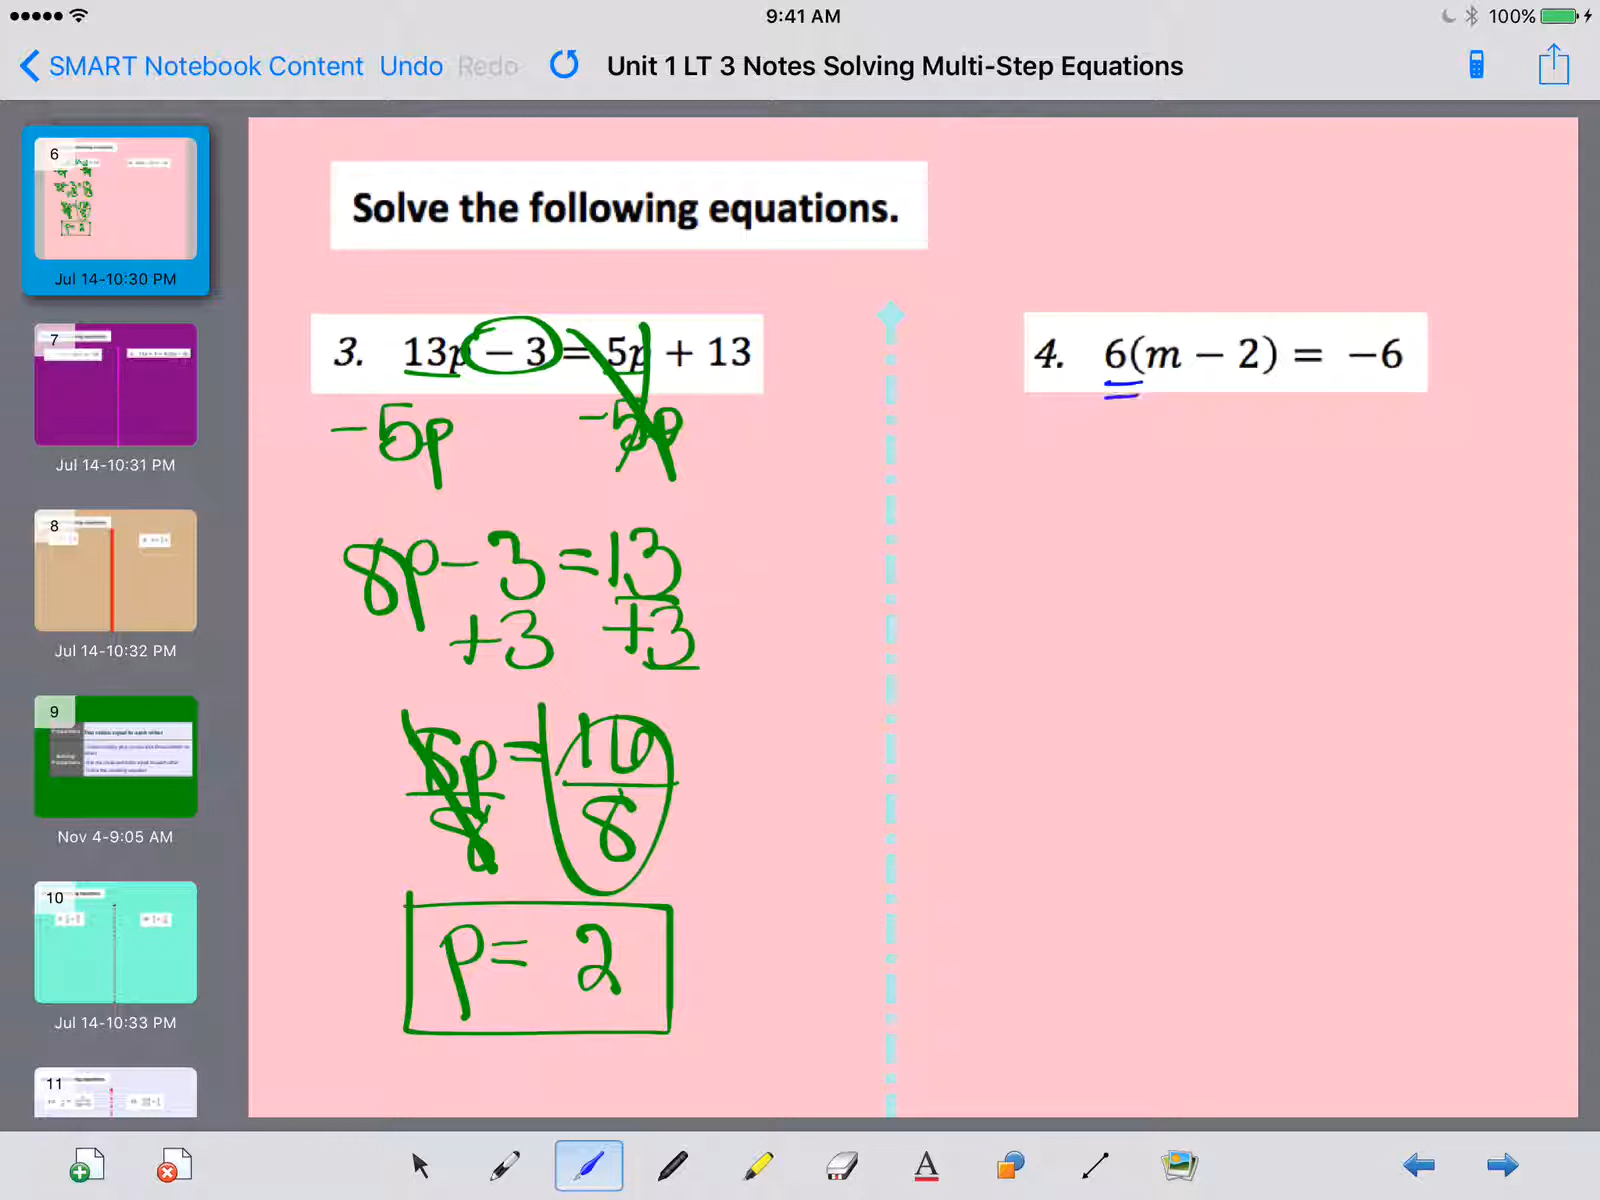 9:41 AM
100%
SMART Notebook Content Undo Redo Unit 1 LT 3 Notes Solving Multi-Step Equations
6
Jul 14-10:30 PM
7
Jul 14-10:31 PM
8
Jul 14-10:32 PM
9
Nov 4-9:05 AM
10
Jul 14-10:33 PM
11
Solve the following equations.
3. 13p − 3 = 5p + 13
-5p -5p
8p - 3 = 13
+3 +3
8p = 16
8 8
p = 2
4. 6(m − 2) = −6
A